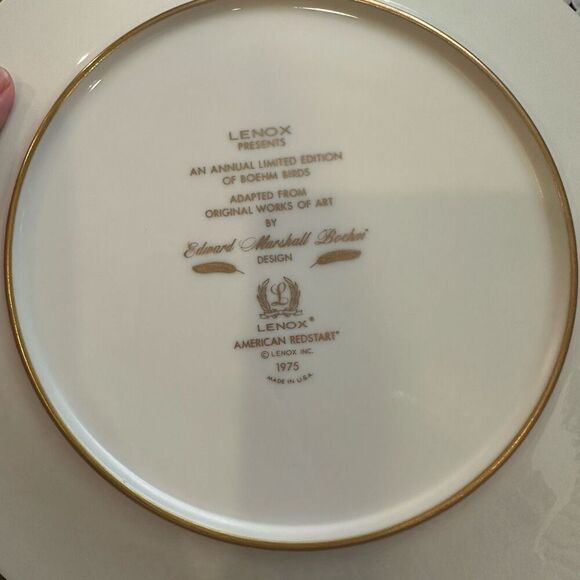 LENOX
PRESENTS
AN ANNUAL LIMITED EDITION
OF BOEHM BIRDS
ADAPTED FROM
ORIGINAL WORKS OF ART
BY
Edward Marshall Boehm®
DESIGN
L
LENOX®
AMERICAN REDSTART"
© LENOX INC.
1975
MADE IN U.S.A.